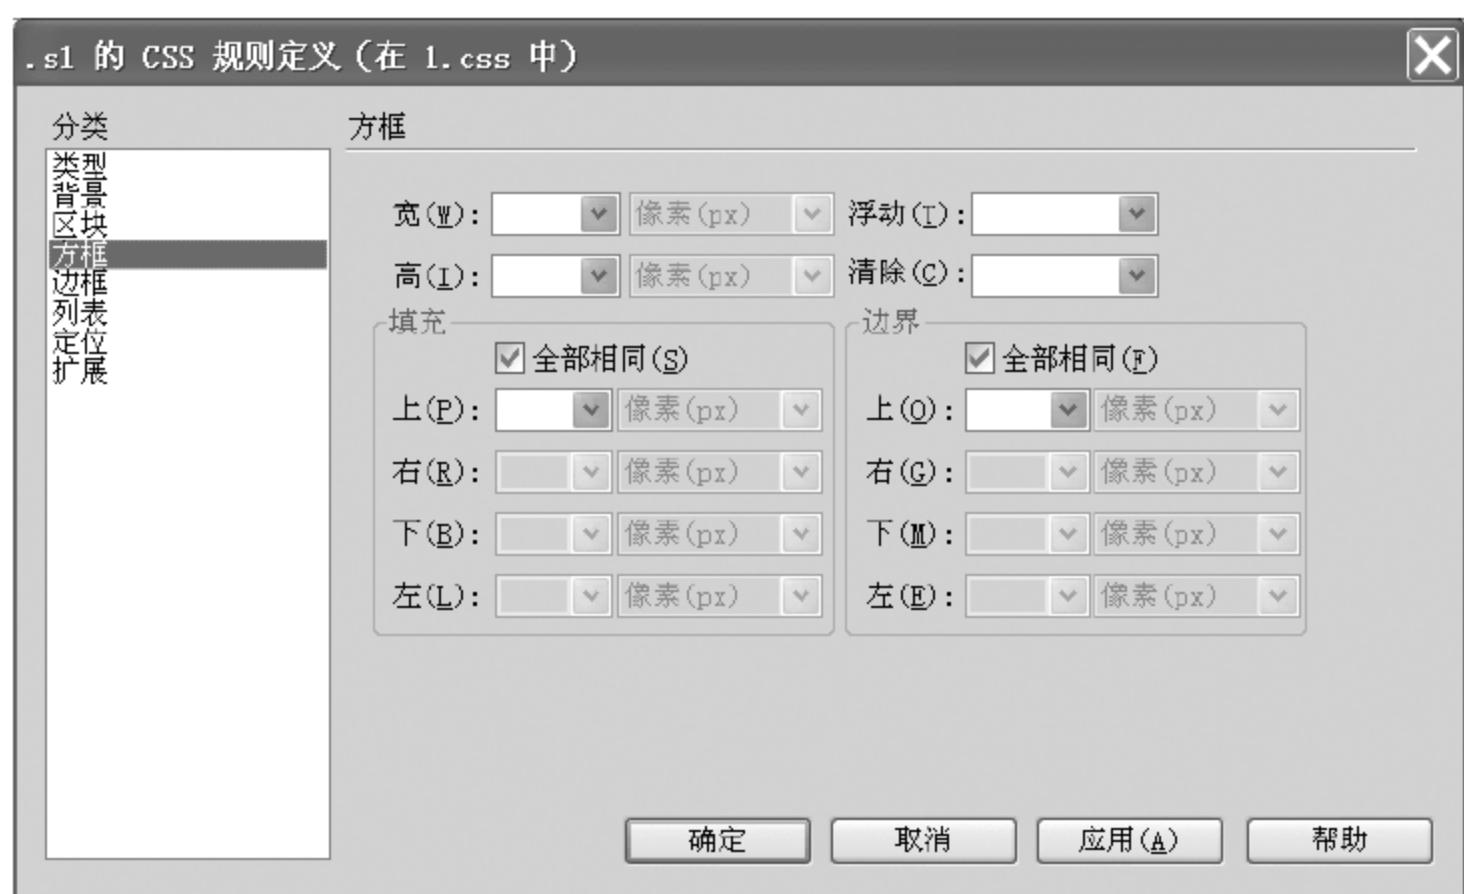 .s1 的 CSS 规则定义(在 1.css 中)
分类
方框
类型
背景
区块
方框
边框
列表
定位
扩展
宽(W): 像素(px) 浮动(T):
高(I): 像素(px) 清除(C):
填充 边界
全部相同(S) 全部相同(F)
上(P): 像素(px) 上(O): 像素(px)
右(R): 像素(px) 右(G): 像素(px)
下(B): 像素(px) 下(M): 像素(px)
左(L): 像素(px) 左(E): 像素(px)
确定 取消 应用(A) 帮助